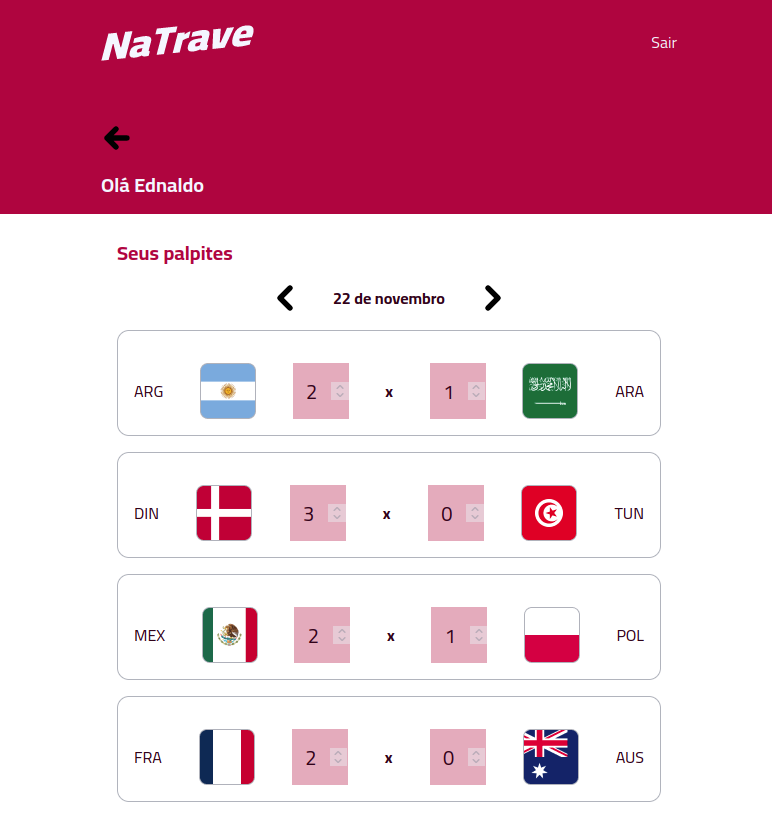 NaTrave
Sair
Olá Ednaldo
Seus palpites
22 de novembro
ARG 2 x 1 ARA
DIN 3 x 0 TUN
MEX 2 x 1 POL
FRA 2 x 0 AUS